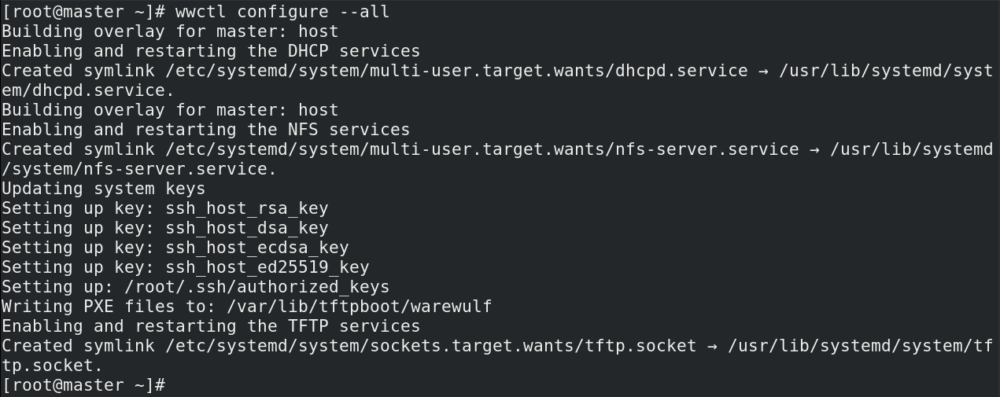 [root@master ~]# wwctl configure --all
Building overlay for master: host
Enabling and restarting the DHCP services
Created symlink /etc/systemd/system/multi-user.target.wants/dhcpd.service → /usr/lib/systemd/syst
em/dhcpd.service.
Building overlay for master: host
Enabling and restarting the NFS services
Created symlink /etc/systemd/system/multi-user.target.wants/nfs-server.service → /usr/lib/systemd
/system/nfs-server.service.
Updating system keys
Setting up key: ssh_host_rsa_key
Setting up key: ssh_host_dsa_key
Setting up key: ssh_host_ecdsa_key
Setting up key: ssh_host_ed25519_key
Setting up: /root/.ssh/authorized_keys
Writing PXE files to: /var/lib/tftpboot/warewulf
Enabling and restarting the TFTP services
Created symlink /etc/systemd/system/sockets.target.wants/tftp.socket → /usr/lib/systemd/system/tf
tp.socket.
[root@master ~]#